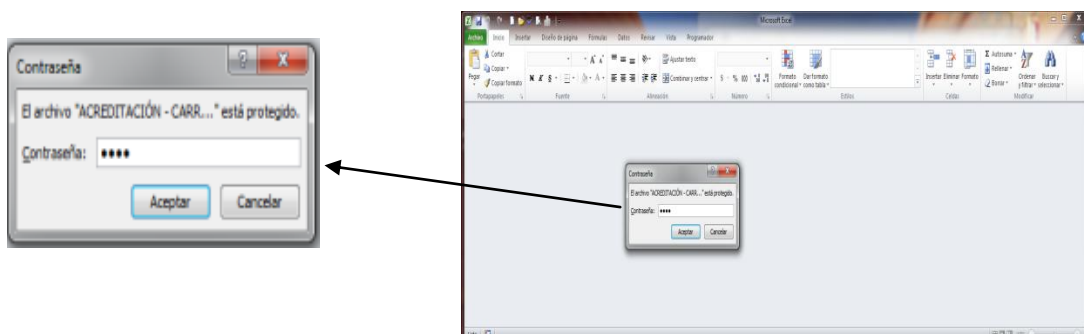 Contraseña
El archivo "ACREDITACIÓN - CARR..." está protegido.
Contraseña: ••••
Aceptar Cancelar
Microsoft Excel
Archivo Inicio Insertar Diseño de página Fórmulas Datos Revisar Vista Programador
Pegar
Cortar
Copiar
Copiar formato
Portapapeles
N K S
Fuente
Ajustar texto
Combinar y centrar
Alineación
$ % 000
Número
Formato condicional
Dar formato como tabla
Estilos
Insertar Eliminar Formato
Celdas
Autosuma
Rellenar
Borrar
Ordenar y filtrar
Buscar y seleccionar
Modificar
Contraseña
El archivo "ACREDITACIÓN - CARR..." está protegido.
Contraseña: ••••
Aceptar Cancelar